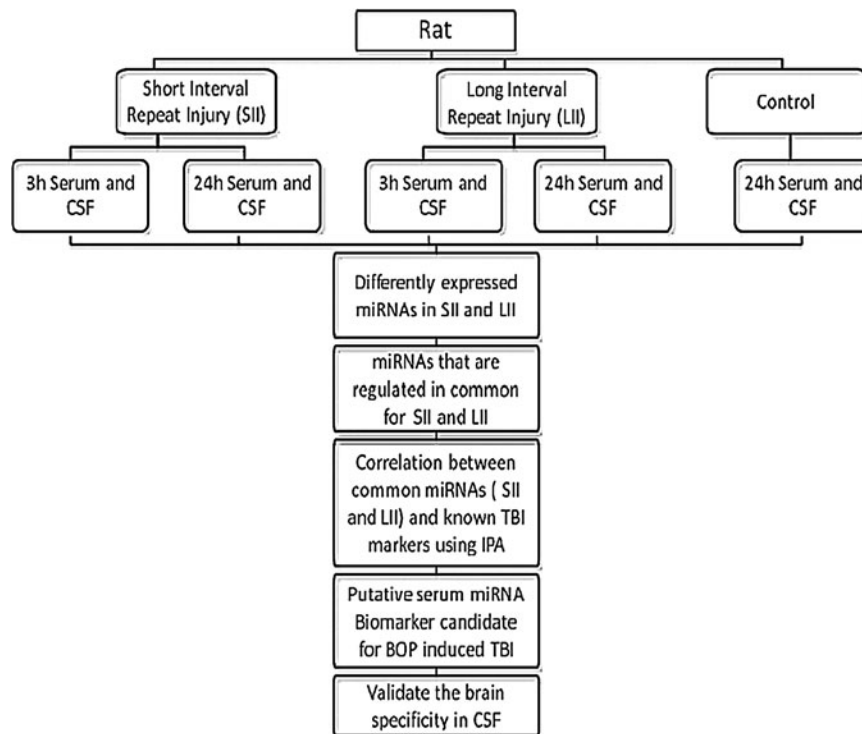 Rat
Short Interval
Repeat Injury (SII)
Long Interval
Repeat Injury (LII)
Control
3h Serum and
CSF
24h Serum and
CSF
3h Serum and
CSF
24h Serum and
CSF
24h Serum and
CSF
Differently expressed
miRNAs in SII and LII
miRNAs that are
regulated in common
for SII and LII
Correlation between
common miRNAs ( SII
and LII) and known TBI
markers using IPA
Putative serum miRNA
Biomarker candidate
for BOP induced TBI
Validate the brain
specificity in CSF